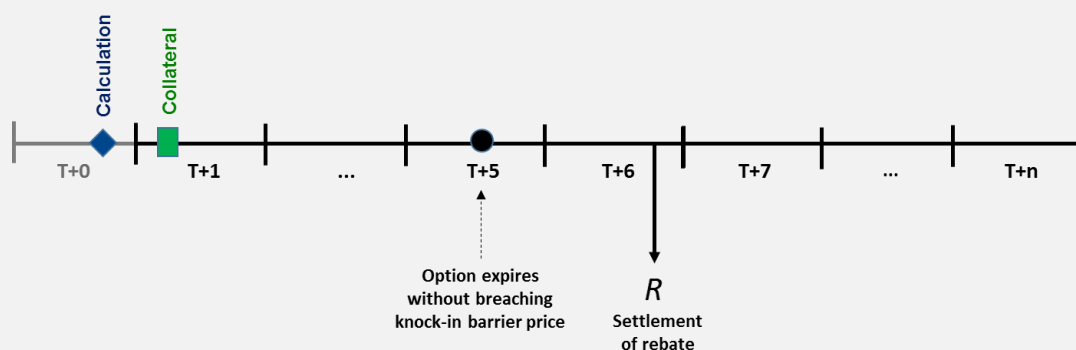 Calculation
Collateral
T+0
T+1
...
T+5
T+6
T+7
...
T+n
Option expires
without breaching
knock-in barrier price
R
Settlement
of rebate